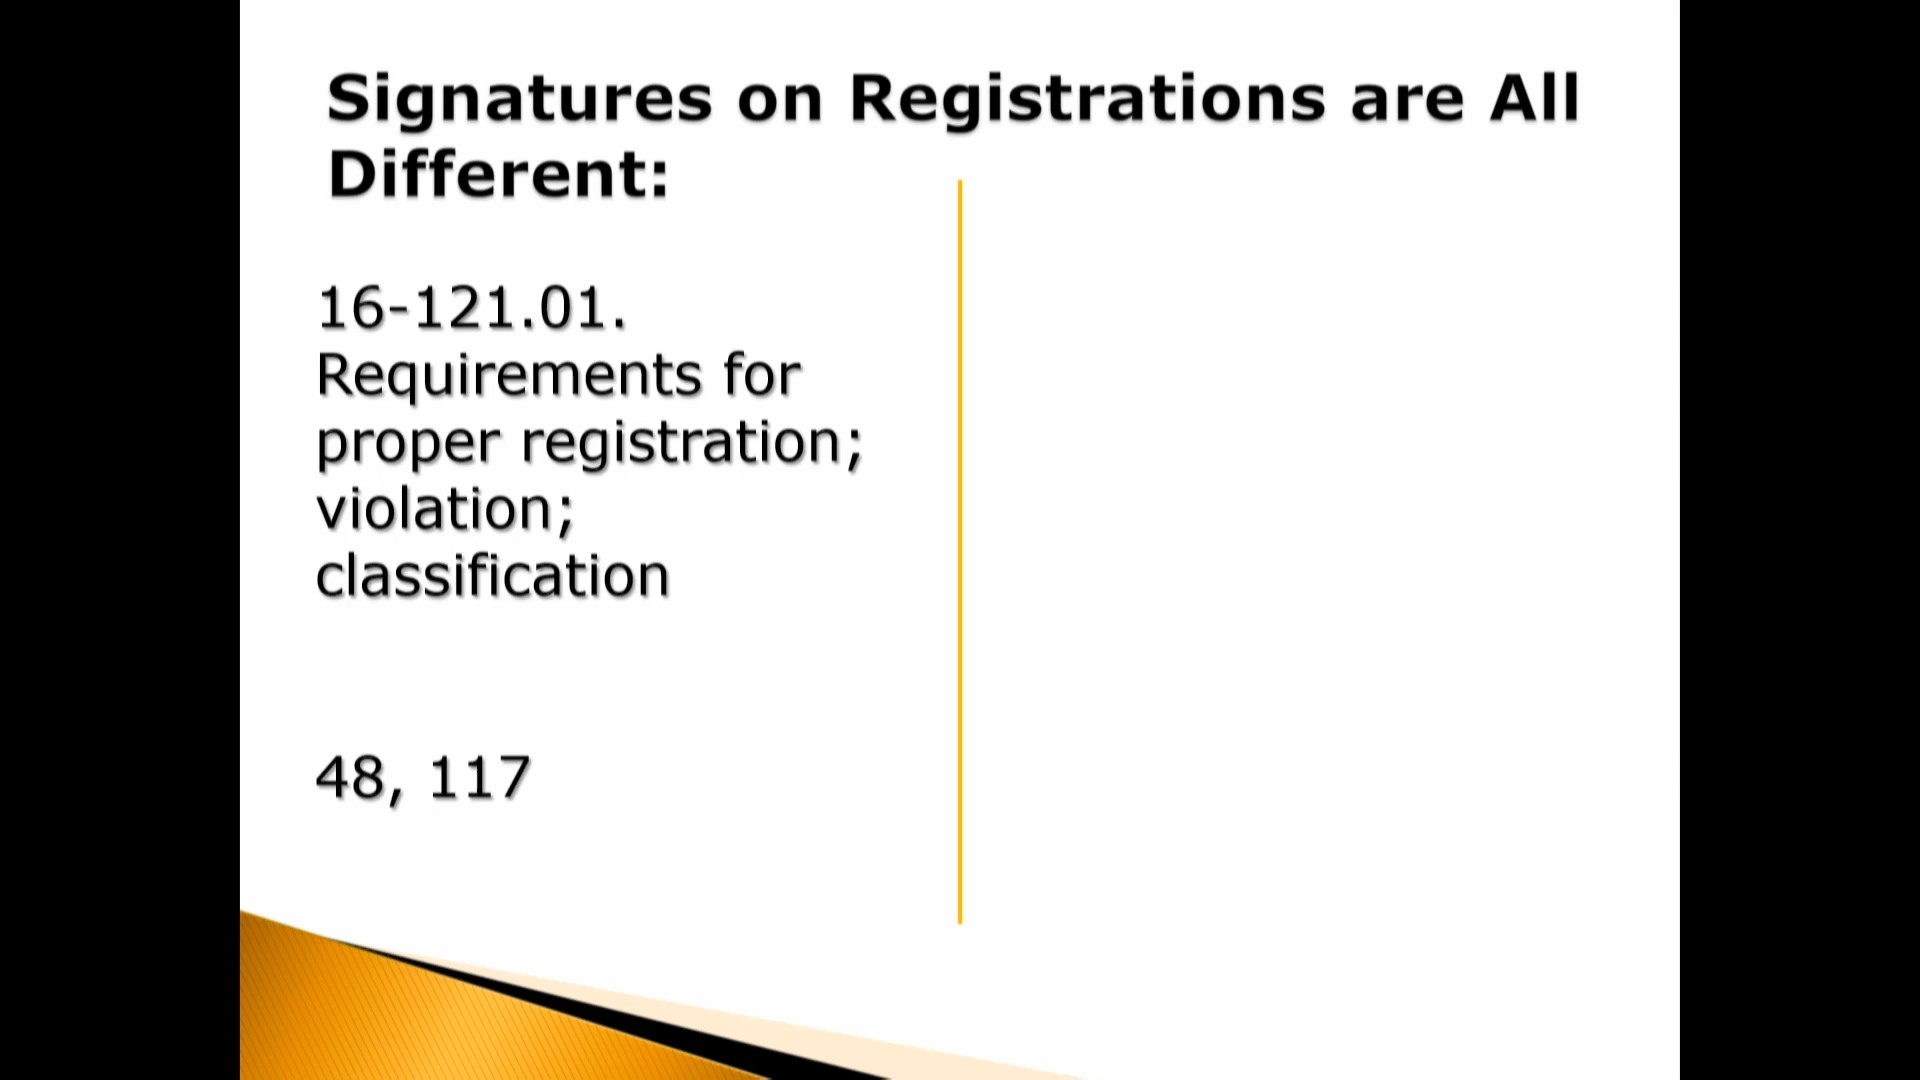 Signatures on Registrations are All
Different:
16-121.01.
Requirements for
proper registration;
violation;
classification
48, 117